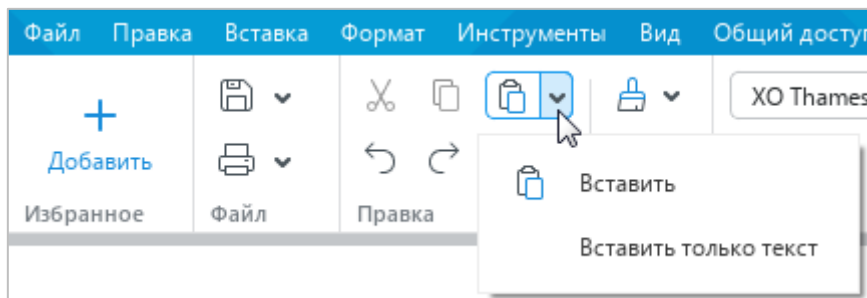 Файл Правка Вставка Формат Инструменты Вид Общий доступ
XO Thames
Добавить
Вставить
Избранное Файл Правка
Вставить только текст